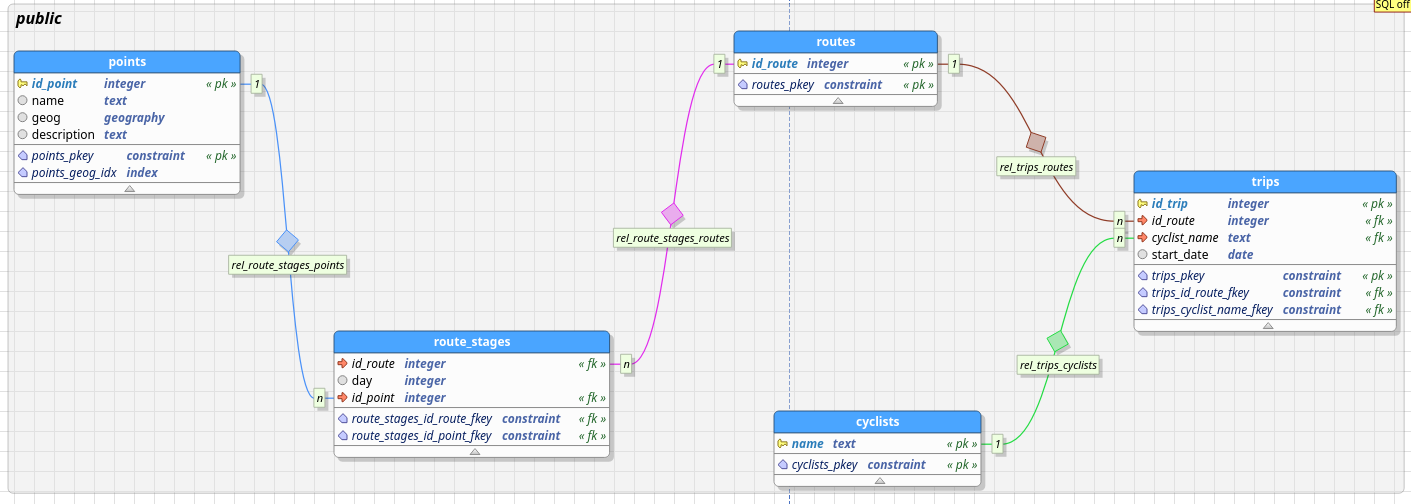 SQL off
public
points
id_point integer « pk »
name text
geog geography
description text
points_pkey constraint « pk »
points_geog_idx index
1
rel_route_stages_points
n
route_stages
id_route integer « fk »
day integer
id_point integer « fk »
route_stages_id_route_fkey constraint « fk »
route_stages_id_point_fkey constraint « fk »
n
rel_route_stages_routes
1
routes
id_route integer « pk »
routes_pkey constraint « pk »
1
rel_trips_routes
n
n
trips
id_trip integer « pk »
id_route integer « fk »
cyclist_name text « fk »
start_date date
trips_pkey constraint « pk »
trips_id_route_fkey constraint « fk »
trips_cyclist_name_fkey constraint « fk »
rel_trips_cyclists
1
cyclists
name text « pk »
cyclists_pkey constraint « pk »